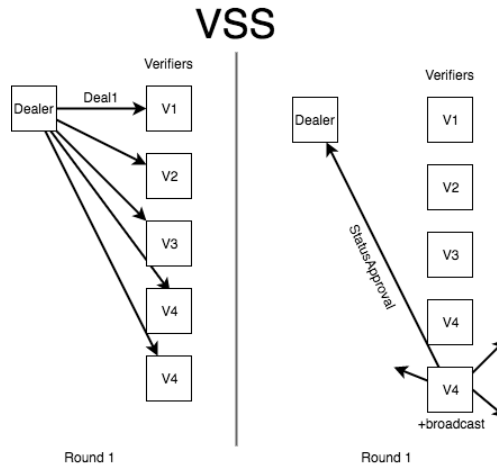 VSS
Verifiers
Dealer
Deal1
V1
V2
V3
V4
V4
Round 1
Verifiers
Dealer
V1
V2
V3
StatusApproval
V4
V4
+broadcast
Round 1